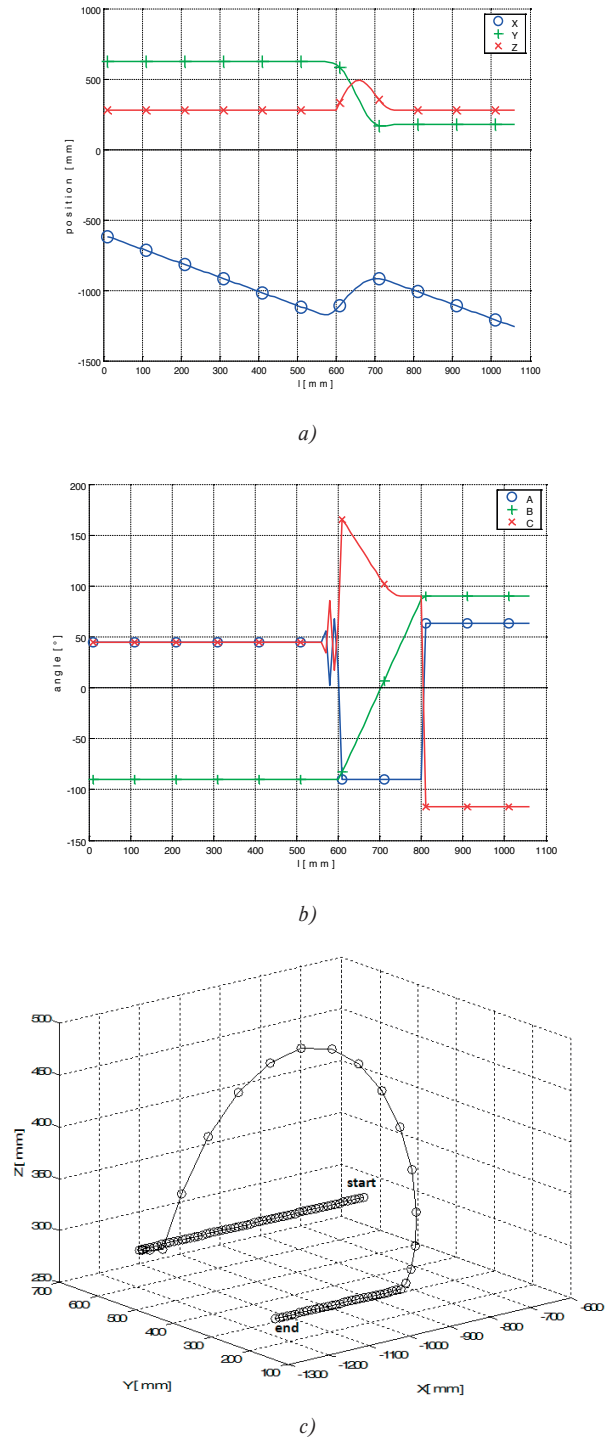 1000
X
Y
Z
500
0
-500
-1000
-1500
position [mm]
0 100 200 300 400 500 600 700 800 900 1000 1100
l[mm]
a)
200
A
B
C
150
100
50
0
-50
-100
-150
angle [°]
0 100 200 300 400 500 600 700 800 900 1000 1100
l[mm]
b)
500
450
400
350
300
250
Z[mm]
start
end
700
600
500
400
300
200
100
Y[mm]
-600
-700
-800
-900
-1000
-1100
-1200
-1300
X[mm]
c)